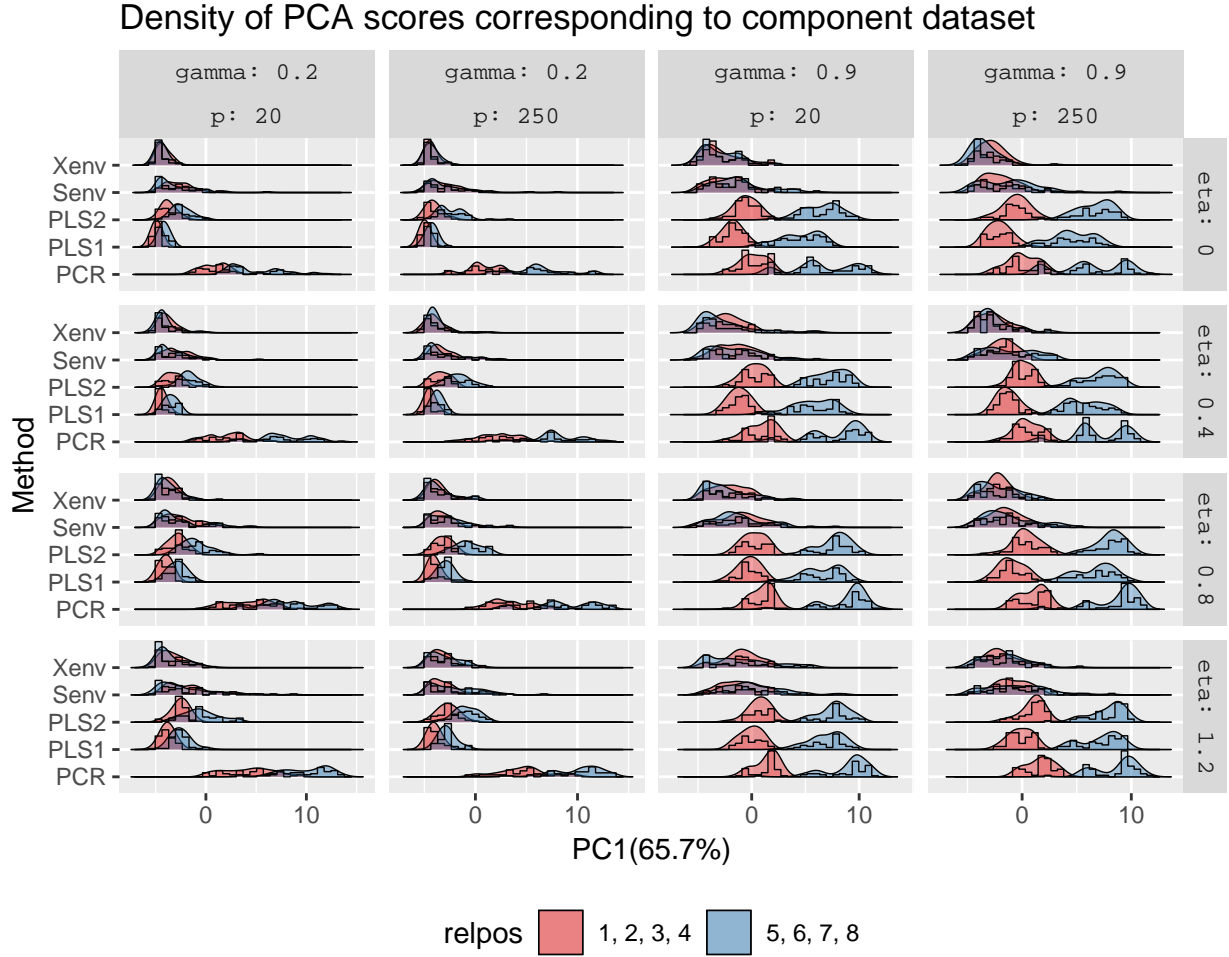 Density of PCA scores corresponding to component dataset
gamma: 0.2
p: 20
gamma: 0.2
p: 250
gamma: 0.9
p: 20
gamma: 0.9
p: 250
Xenv
Senv
PLS2
PLS1
PCR
eta: 0
Xenv
Senv
PLS2
PLS1
PCR
eta: 0.4
Xenv
Senv
PLS2
PLS1
PCR
eta: 0.8
Xenv
Senv
PLS2
PLS1
PCR
eta: 1.2
Method
0 10 0 10 0 10 0 10
PC1(65.7%)
relpos 1, 2, 3, 4 5, 6, 7, 8